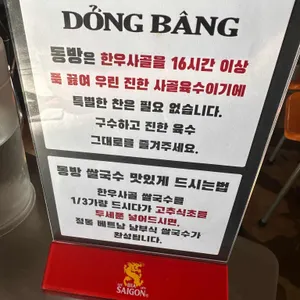 DỎNG BÂNG
동방은 한우사골을 16시간 이상
푹 끓여 우린 진한 사골육수이기에
특별한 찬은 필요 없습니다.
구수하고 진한 육수
그대로를 즐겨주세요.
동방 쌀국수 맛있게 드시는법
한우사골 쌀국수를
1/3가량 드시다가 고추식초를
두세톤 넣어드시면,
정통 베트남 남부식 쌀국수가
완성됩니다.
BIA
SAIGON